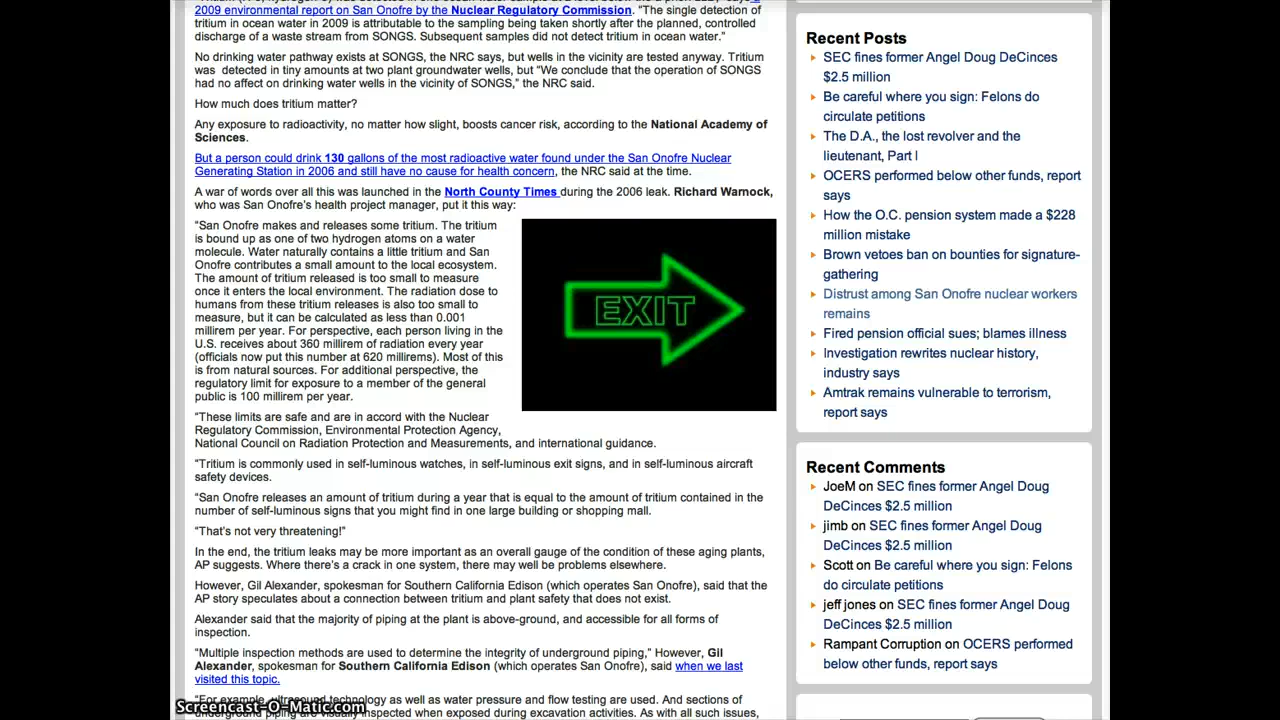 2009 environmental report on San Onofre by the Nuclear Regulatory Commission. “The single detection of
tritium in ocean water in 2009 is attributable to the sampling being taken shortly after the planned, controlled
discharge of a waste stream from SONGS. Subsequent samples did not detect tritium in ocean water.”
No drinking water pathway exists at SONGS, the NRC says, but wells in the vicinity are tested anyway. Tritium
was detected in tiny amounts at two plant groundwater wells, but “We conclude that the operation of SONGS
had no affect on drinking water wells in the vicinity of SONGS,” the NRC said.
How much does tritium matter?
Any exposure to radioactivity, no matter how slight, boosts cancer risk, according to the National Academy of
Sciences.
But a person could drink 130 gallons of the most radioactive water found under the San Onofre Nuclear
Generating Station in 2006 and still have no cause for health concern, the NRC said at the time.
A war of words over all this was launched in the North County Times during the 2006 leak. Richard Warnock,
who was San Onofre’s health project manager, put it this way:
“San Onofre makes and releases some tritium. The tritium
is bound up as one of two hydrogen atoms on a water
molecule. Water naturally contains a little tritium and San
Onofre contributes a small amount to the local ecosystem.
The amount of tritium released is too small to measure
once it enters the local environment. The radiation dose to
humans from these tritium releases is also too small to
measure, but it can be calculated as less than 0.001
millirem per year. For perspective, each person living in the
U.S. receives about 360 millirem of radiation every year
(officials now put this number at 620 millirems). Most of this
is from natural sources. For additional perspective, the
regulatory limit for exposure to a member of the general
public is 100 millirem per year.
EXIT
“These limits are safe and are in accord with the Nuclear
Regulatory Commission, Environmental Protection Agency,
National Council on Radiation Protection and Measurements, and international guidance.
“Tritium is commonly used in self-luminous watches, in self-luminous exit signs, and in self-luminous aircraft
safety devices.
“San Onofre releases an amount of tritium during a year that is equal to the amount of tritium contained in the
number of self-luminous signs that you might find in one large building or shopping mall.
“That’s not very threatening!”
In the end, the tritium leaks may be more important as an overall gauge of the condition of these aging plants,
AP suggests. Where there’s a crack in one system, there may well be problems elsewhere.
However, Gil Alexander, spokesman for Southern California Edison (which operates San Onofre), said that the
AP story speculates about a connection between tritium and plant safety that does not exist.
Alexander said that the majority of piping at the plant is above-ground, and accessible for all forms of
inspection.
“Multiple inspection methods are used to determine the integrity of underground piping,” However, Gil
Alexander, spokesman for Southern California Edison (which operates San Onofre), said when we last
visited this topic.
“For example, ultrasound technology as well as water pressure and flow testing are used. And sections of
underground piping are visually inspected when exposed during excavation activities. As with all such issues,
Screencast-O-Matic.com
Recent Posts
SEC fines former Angel Doug DeCinces
$2.5 million
Be careful where you sign: Felons do
circulate petitions
The D.A., the lost revolver and the
lieutenant, Part I
OCERS performed below other funds, report
says
How the O.C. pension system made a $228
million mistake
Brown vetoes ban on bounties for signature-
gathering
Distrust among San Onofre nuclear workers
remains
Fired pension official sues; blames illness
Investigation rewrites nuclear history,
industry says
Amtrak remains vulnerable to terrorism,
report says
Recent Comments
JoeM on SEC fines former Angel Doug
DeCinces $2.5 million
jimb on SEC fines former Angel Doug
DeCinces $2.5 million
Scott on Be careful where you sign: Felons
do circulate petitions
jeff jones on SEC fines former Angel Doug
DeCinces $2.5 million
Rampant Corruption on OCERS performed
below other funds, report says